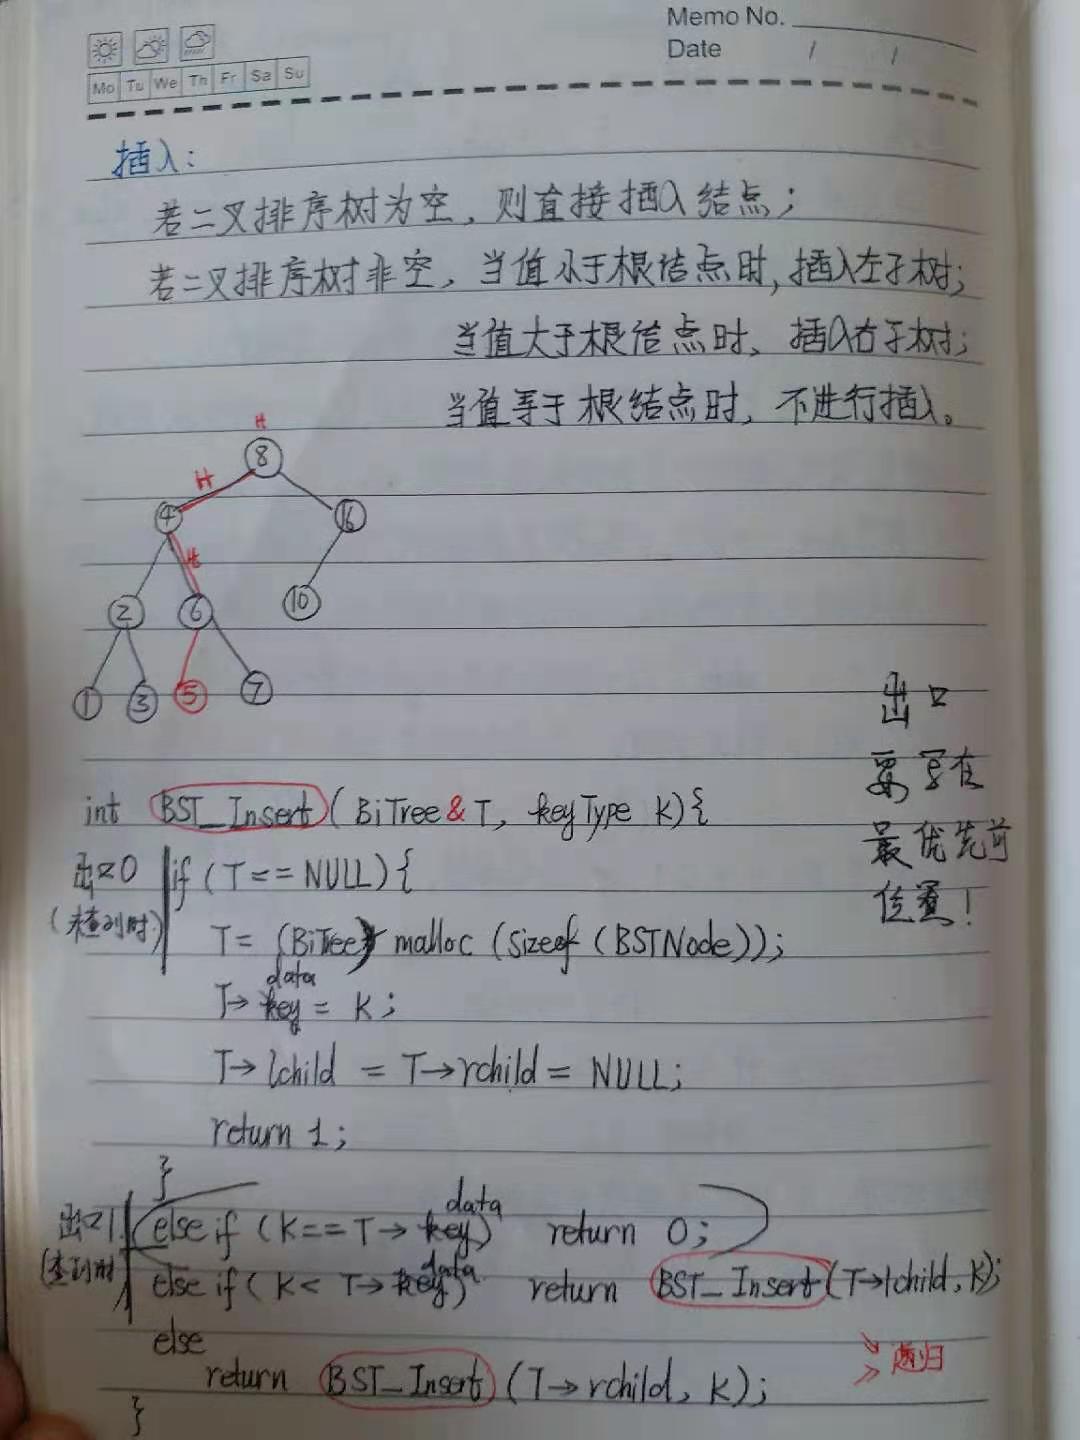 Memo No.
Date / /
Mo Tu We Th Fr Sa Su
插入:
若二叉排序树为空，则直接插入结点；
若二叉排序树非空，当值小于根结点时,插入左子树；
当值大于根结点时、插入右子树；
当值等于根结点时，不进行插入。
H
8
H
4 16
H
2 6 10
1 3 5 7
出口
要写在
最优先前
位置！
int BST_Insert(BiTree& T, keyType K){
出口0 if (T == NULL) {
(未查到时)
T= (BiTree) malloc (sizeof (BSTNode));
data
T→ key = K;
T→ lchild = T→rchild = NULL;
return 1;
}
data
出口1 else if (K==T→ key) return 0;
data
(查到时) else if (K< T→ key) return BST_Insert(T→lchild,K);
else
return BST_Insert (T→rchild, K);
递归
}